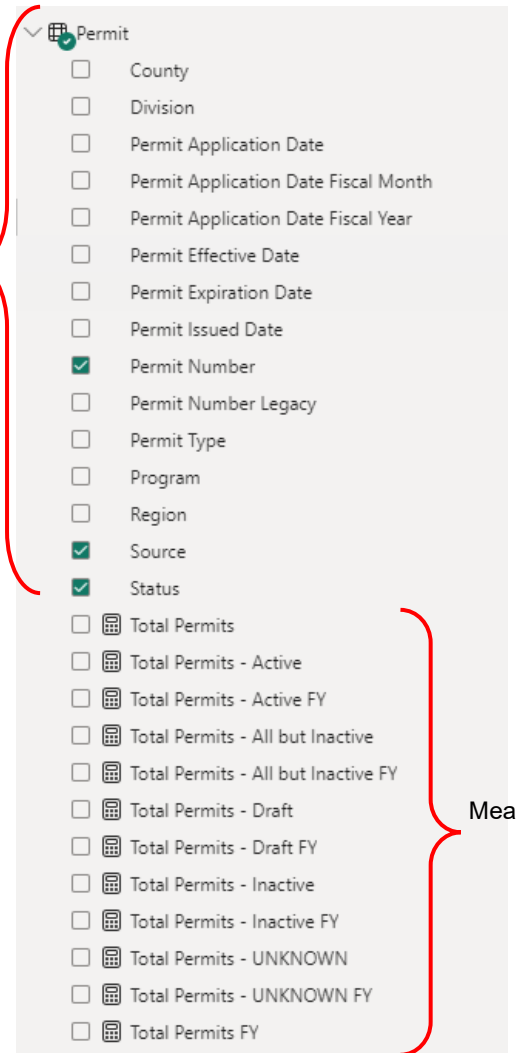 Permit
County
Division
Permit Application Date
Permit Application Date Fiscal Month
Permit Application Date Fiscal Year
Permit Effective Date
Permit Expiration Date
Permit Issued Date
Permit Number
Permit Number Legacy
Permit Type
Program
Region
Source
Status
Total Permits
Total Permits - Active
Total Permits - Active FY
Total Permits - All but Inactive
Total Permits - All but Inactive FY
Total Permits - Draft
Mea
Total Permits - Draft FY
Total Permits - Inactive
Total Permits - Inactive FY
Total Permits - UNKNOWN
Total Permits - UNKNOWN FY
Total Permits FY